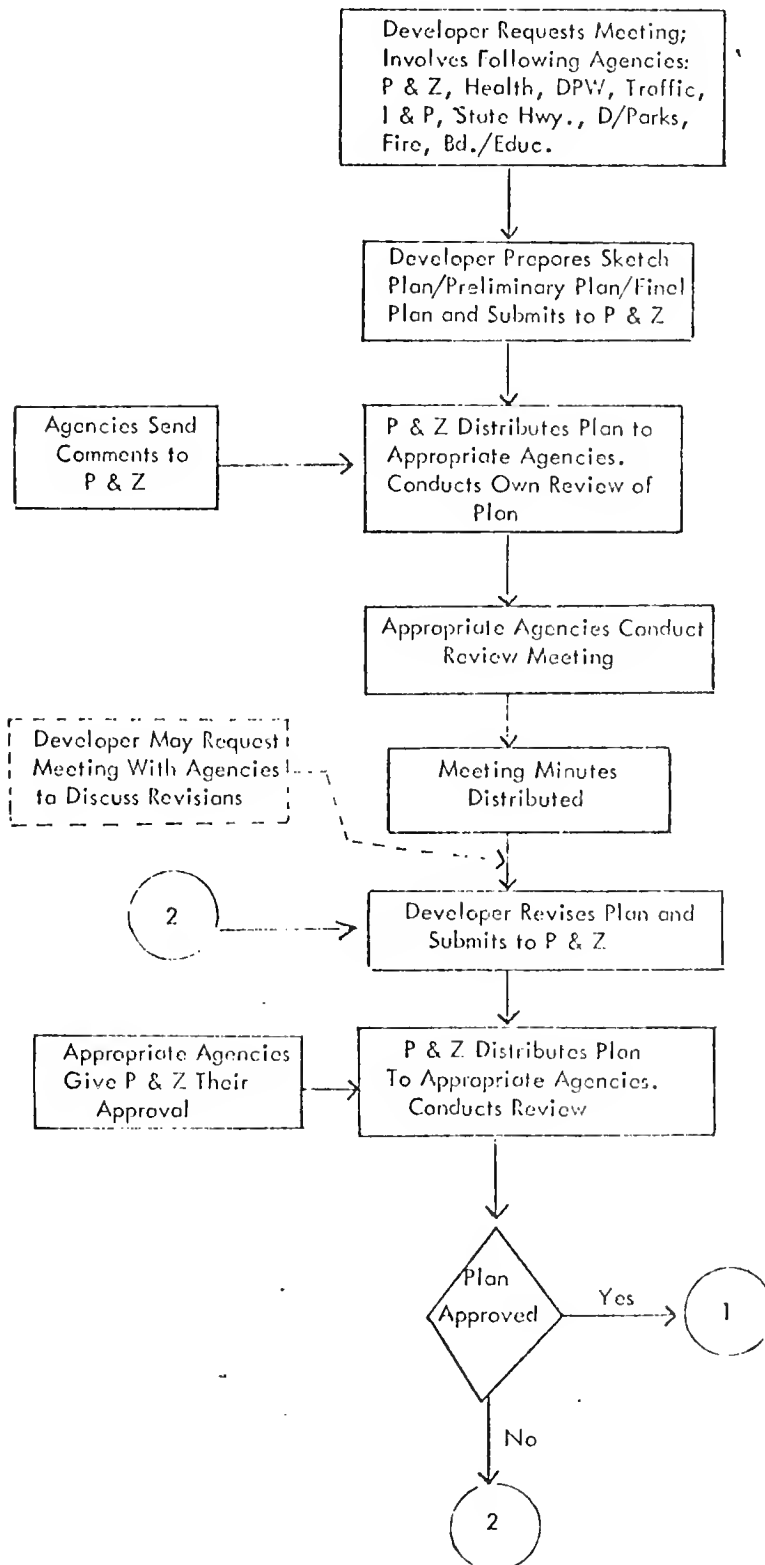 Developer Requests Meeting;
Involves Following Agencies:
P & Z, Health, DPW, Traffic,
I & P, State Hwy., D/Parks,
Fire, Bd./Educ.
Developer Prepares Sketch
Plan/Preliminary Plan/Final
Plan and Submits to P & Z
Agencies Send
Comments to
P & Z
P & Z Distributes Plan to
Appropriate Agencies.
Conducts Own Review of
Plan
Appropriate Agencies Conduct
Review Meeting
Developer May Request
Meeting With Agencies
to Discuss Revisions
Meeting Minutes
Distributed
2
Developer Revises Plan and
Submits to P & Z
Appropriate Agencies
Give P & Z Their
Approval
P & Z Distributes Plan
To Appropriate Agencies.
Conducts Review
Plan
Approved
Yes
1
No
2